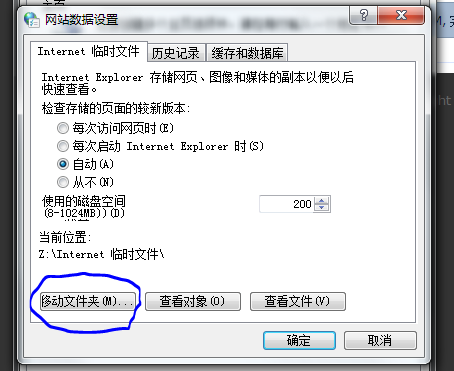 网站数据设置
Internet 临时文件 历史记录 缓存和数据库
Internet Explorer 存储网页、图像和媒体的副本以便以后
快速查看。
检查存储的页面的较新版本:
每次访问网页时(E)
每次启动 Internet Explorer 时(S)
自动(A)
从不(N)
使用的磁盘空间 200
(8-1024MB))(D)
当前位置:
Z:\Internet 临时文件\
移动文件夹(M)... 查看对象(O) 查看文件(V)
确定 取消